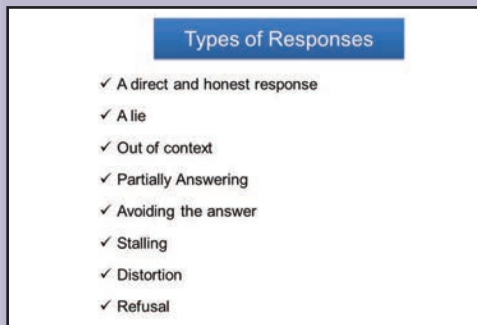 Types of Responses
✓ A direct and honest response
✓ A lie
✓ Out of context
✓ Partially Answering
✓ Avoiding the answer
✓ Stalling
✓ Distortion
✓ Refusal